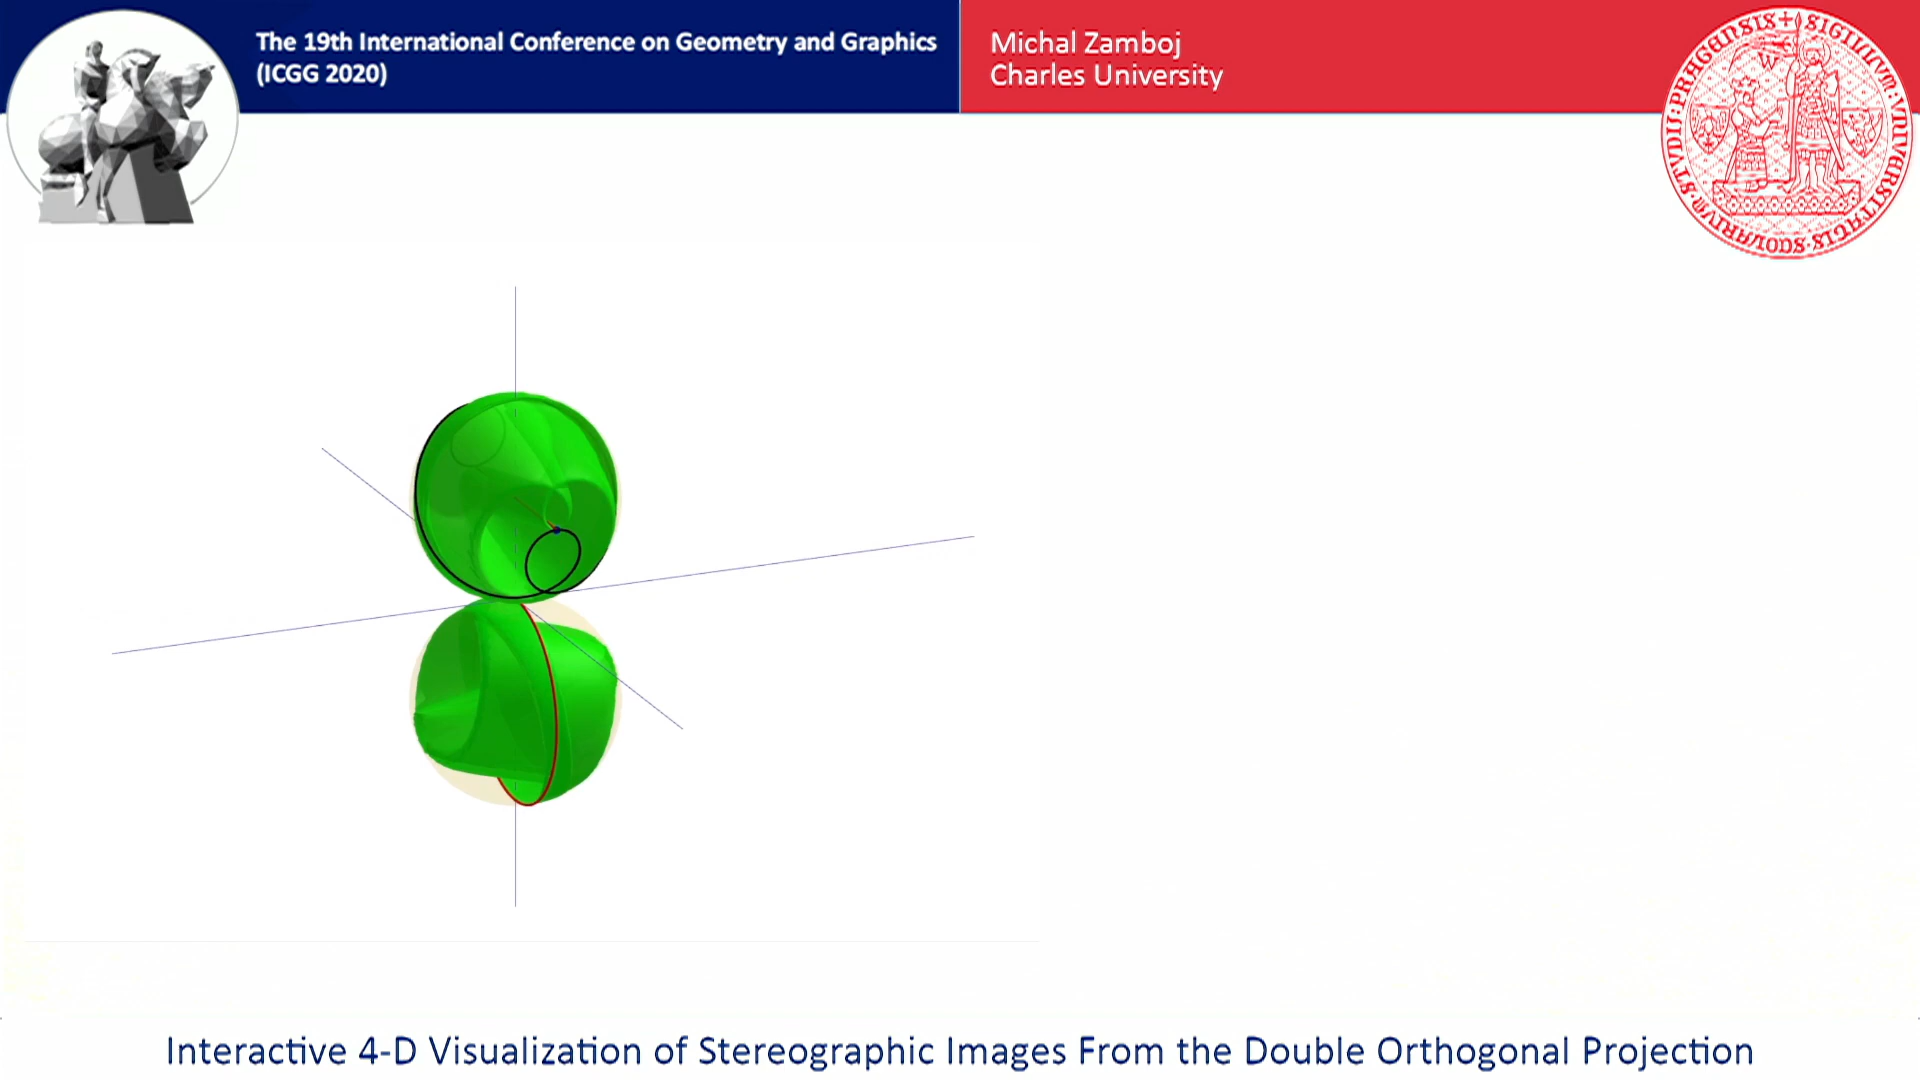 The 19th International Conference on Geometry and Graphics
(ICGG 2020)
Michal Zamboj
Charles University
Interactive 4-D Visualization of Stereographic Images From the Double Orthogonal Projection